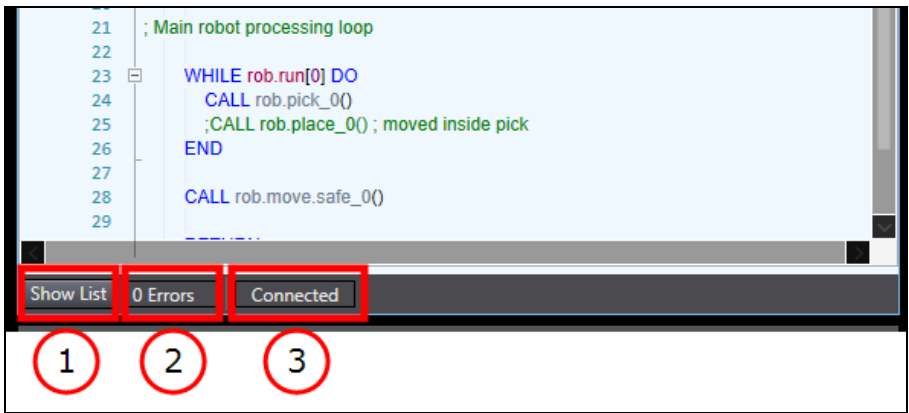 21 ; Main robot processing loop
22
23 WHILE rob.run[0] DO
24 CALL rob.pick_0()
25 ;CALL rob.place_0() ; moved inside pick
26 END
27
28 CALL rob.move.safe_0()
29
Show List 0 Errors Connected
1 2 3